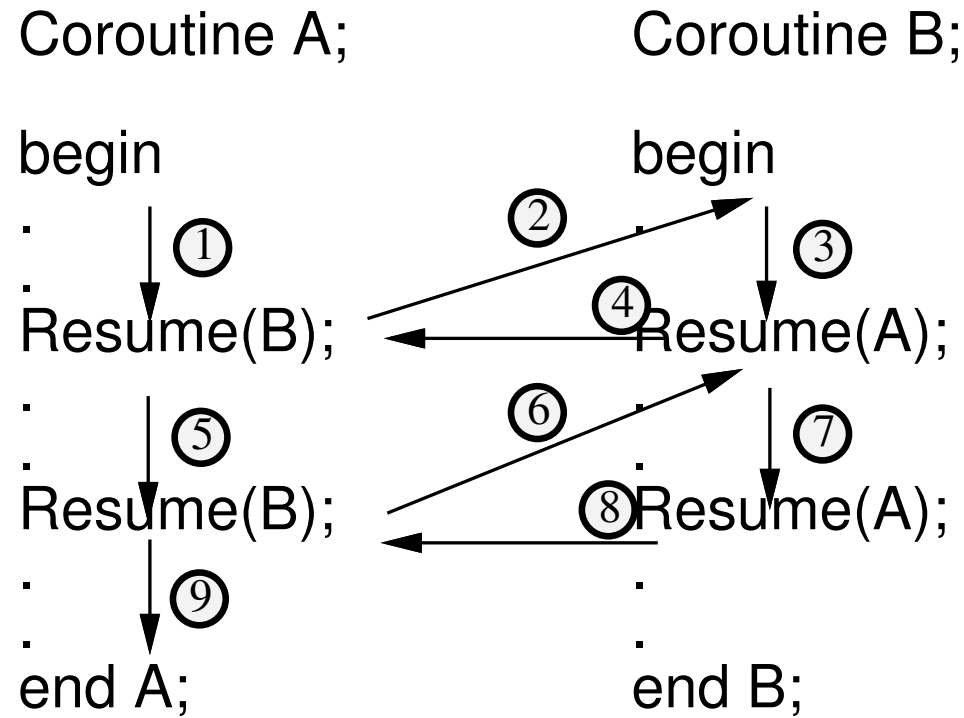 Coroutine A; Coroutine B;
begin begin
. 1 2 . 3
. 4
Resume(B); Resume(A);
. 5 6 . 7
. .
Resume(B); 8 Resume(A);
. 9 .
. .
end A; end B;